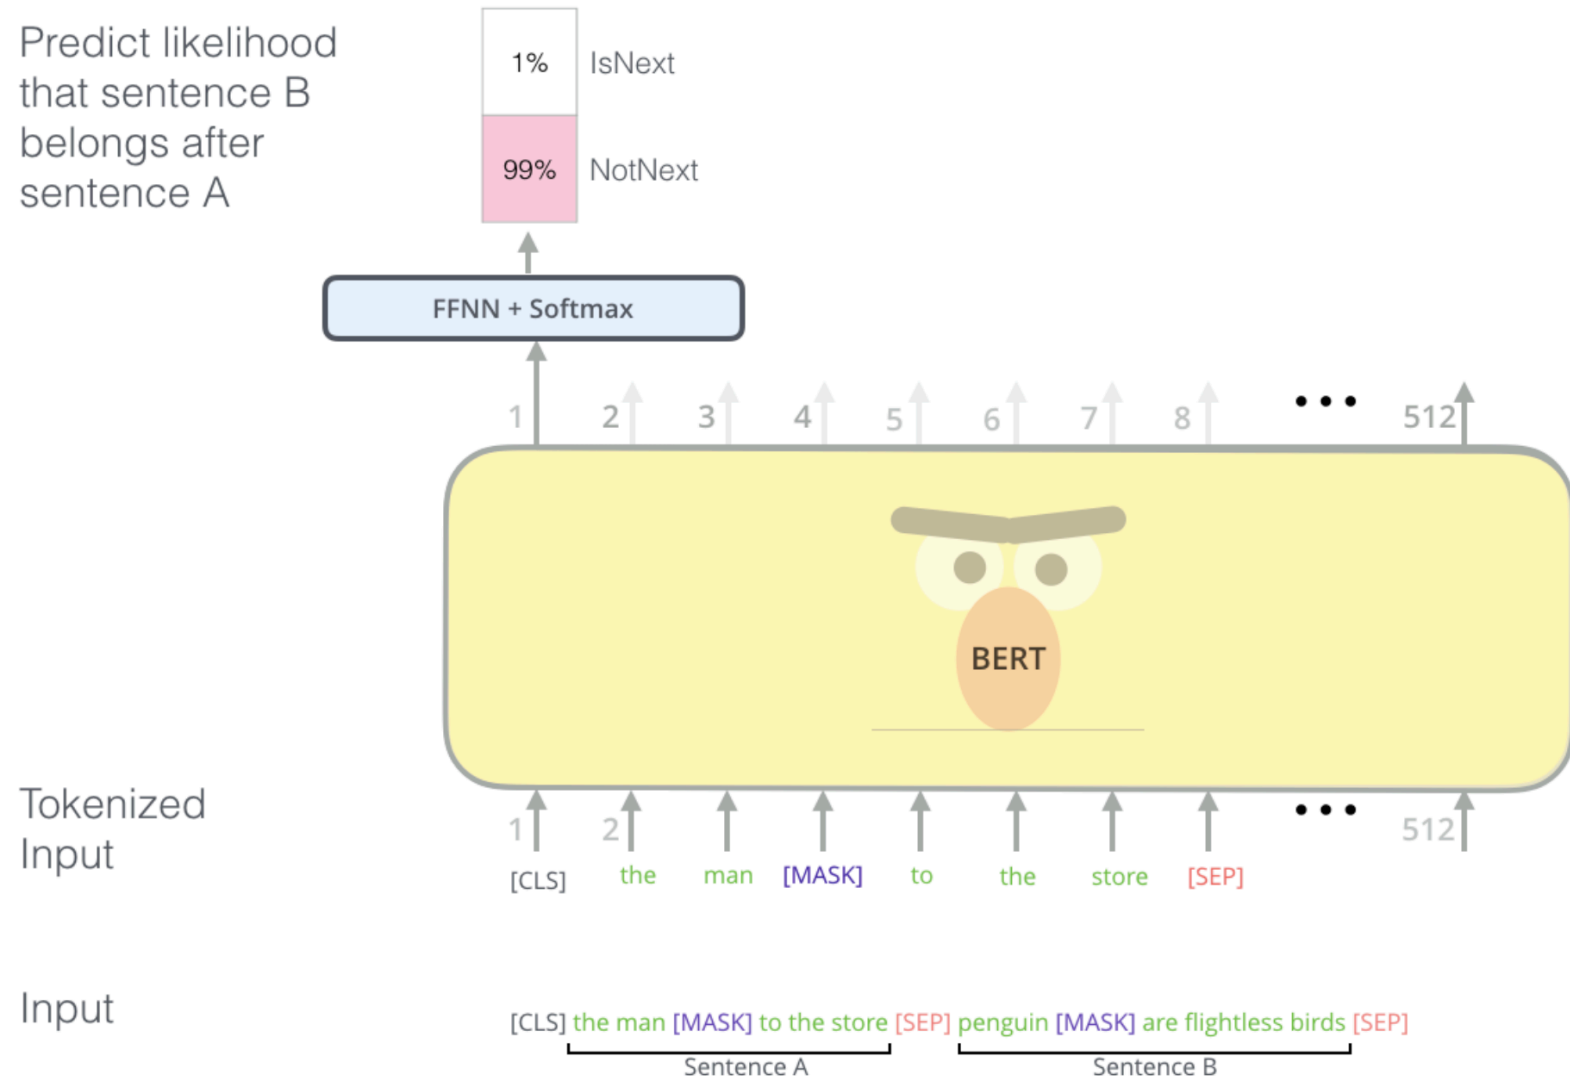 Predict likelihood
that sentence B
belongs after
sentence A
1% IsNext
99% NotNext
FFNN + Softmax
1 2 3 4 5 6 7 8 ••• 512
BERT
Tokenized
Input
1 2 ••• 512
[CLS] the man [MASK] to the store [SEP]
Input
[CLS] the man [MASK] to the store [SEP] penguin [MASK] are flightless birds [SEP]
Sentence A Sentence B